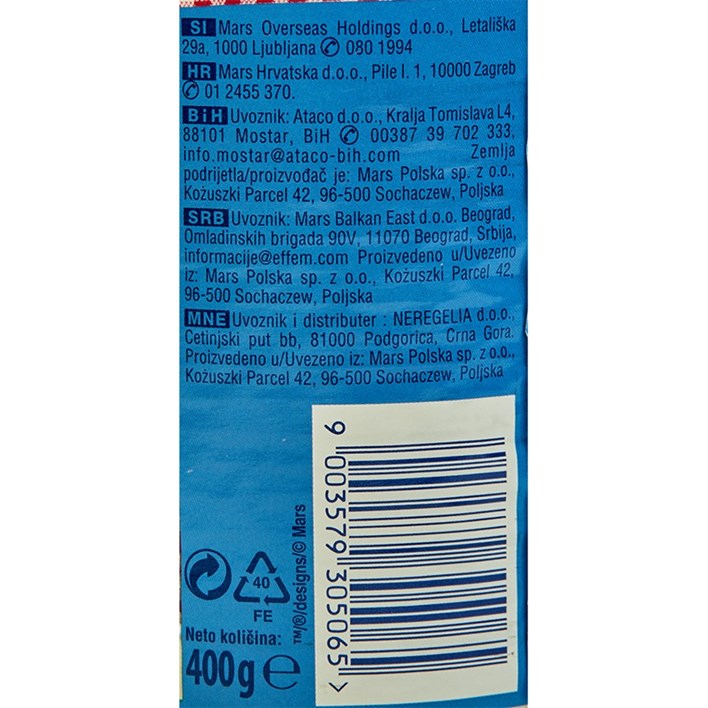 SI Mars Overseas Holdings d.o.o., Letališka
29a, 1000 Ljubljana ✆ 080 1994
HR Mars Hrvatska d.o.o., Pile I. 1, 10000 Zagreb
✆ 01 2455 370.
BiH Uvoznik: Ataco d.o.o., Kralja Tomislava L4,
88101 Mostar, BiH ✆ 00387 39 702 333,
info.mostar@ataco-bih.com Zemlja
podrijetla/proizvođač je: Mars Polska sp. z o.o.,
Kożuszki Parcel 42, 96-500 Sochaczew, Poljska
SRB Uvoznik: Mars Balkan East d.o.o. Beograd,
Omladinskih brigada 90V, 11070 Beograd, Srbija,
informacije@effem.com Proizvedeno u/Uvezeno
iz: Mars Polska sp. z o.o., Kożuszki Parcel 42,
96-500 Sochaczew, Poljska
MNE Uvoznik i distributer : NEREGELIA d.o.o.,
Cetinjski put bb, 81000 Podgorica, Crna Gora.
Proizvedeno u/Uvezeno iz: Mars Polska sp. z o.o.,
Kożuszki Parcel 42, 96-500 Sochaczew, Poljska
9 003579 305065 >
™/®/designs/© Mars
40
FE
Neto količina:
400g e